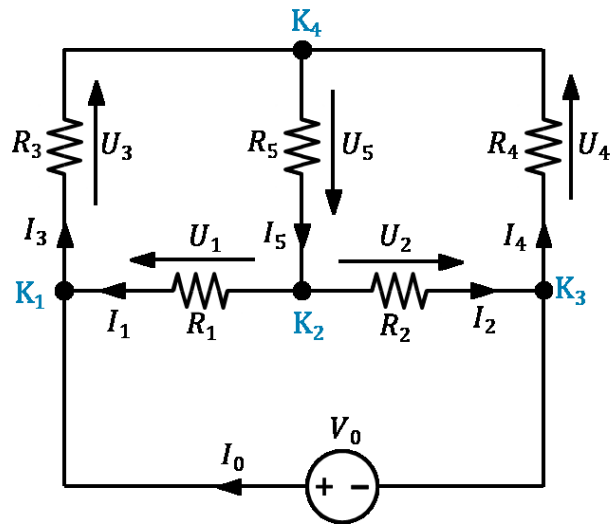 K₄
R₃ U₃ R₅ U₅ R₄ U₄
I₃ U₁ I₅ U₂ I₄
K₁ K₃
I₁ R₁ K₂ R₂ I₂
V₀
I₀ + −